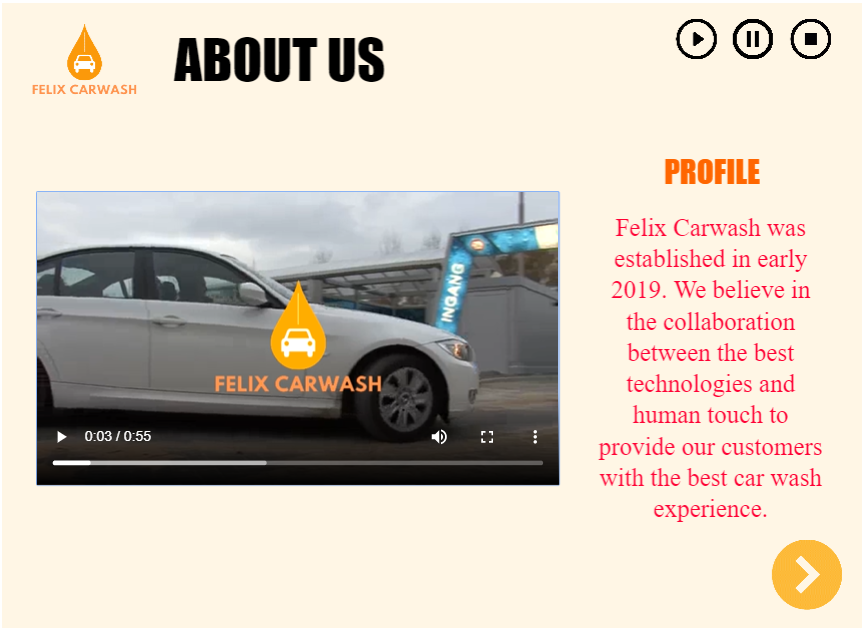 FELIX CARWASH
ABOUT US
INGANG
FELIX CARWASH
0:03 / 0:55
PROFILE
Felix Carwash was
established in early
2019. We believe in
the collaboration
between the best
technologies and
human touch to
provide our customers
with the best car wash
experience.